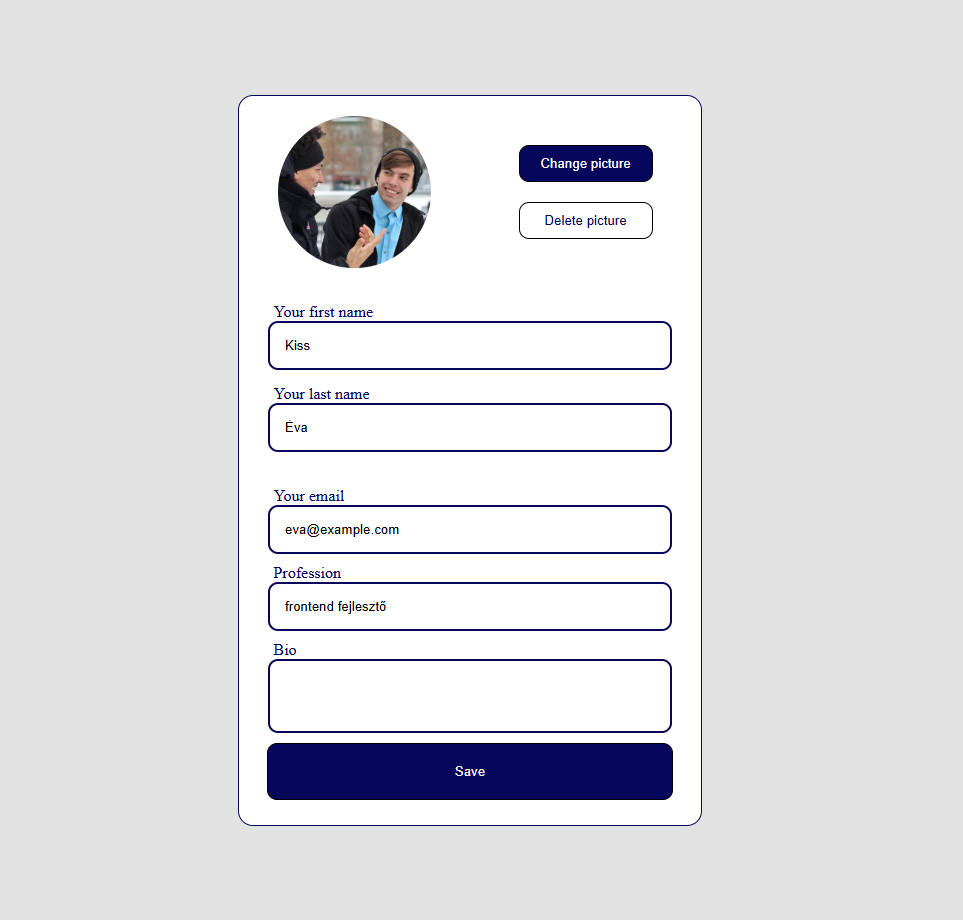 Change picture
Delete picture
Your first name
Kiss
Your last name
Éva
Your email
eva@example.com
Profession
frontend fejlesztő
Bio
Save